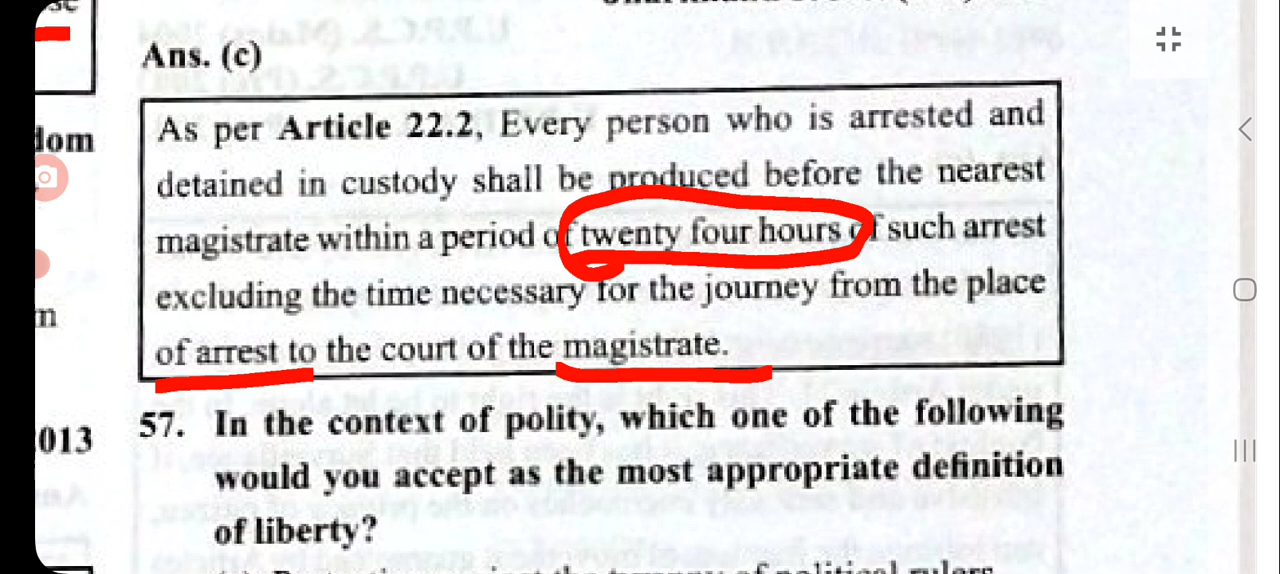 Ans. (c)
As per Article 22.2, Every person who is arrested and
detained in custody shall be produced before the nearest
magistrate within a period of twenty four hours of such arrest
excluding the time necessary for the journey from the place
of arrest to the court of the magistrate.
dom
n
013
57. In the context of polity, which one of the following
would you accept as the most appropriate definition
of liberty?
of political rulers